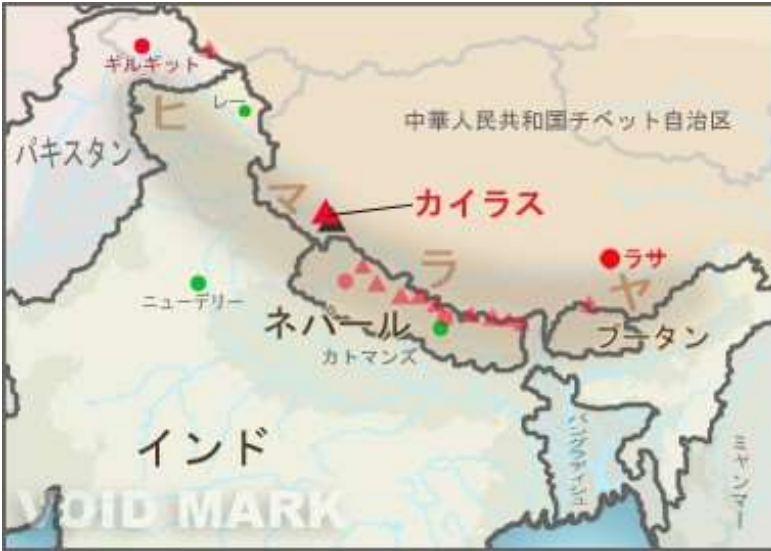 ギルギット
レー
パキスタン
中華人民共和国チベット自治区
ヒマラヤ
カイラス
ラサ
ニューデリー
ネパール
カトマンズ
ブータン
インド
バングラディシュ
ミャンマー
VOID MARK